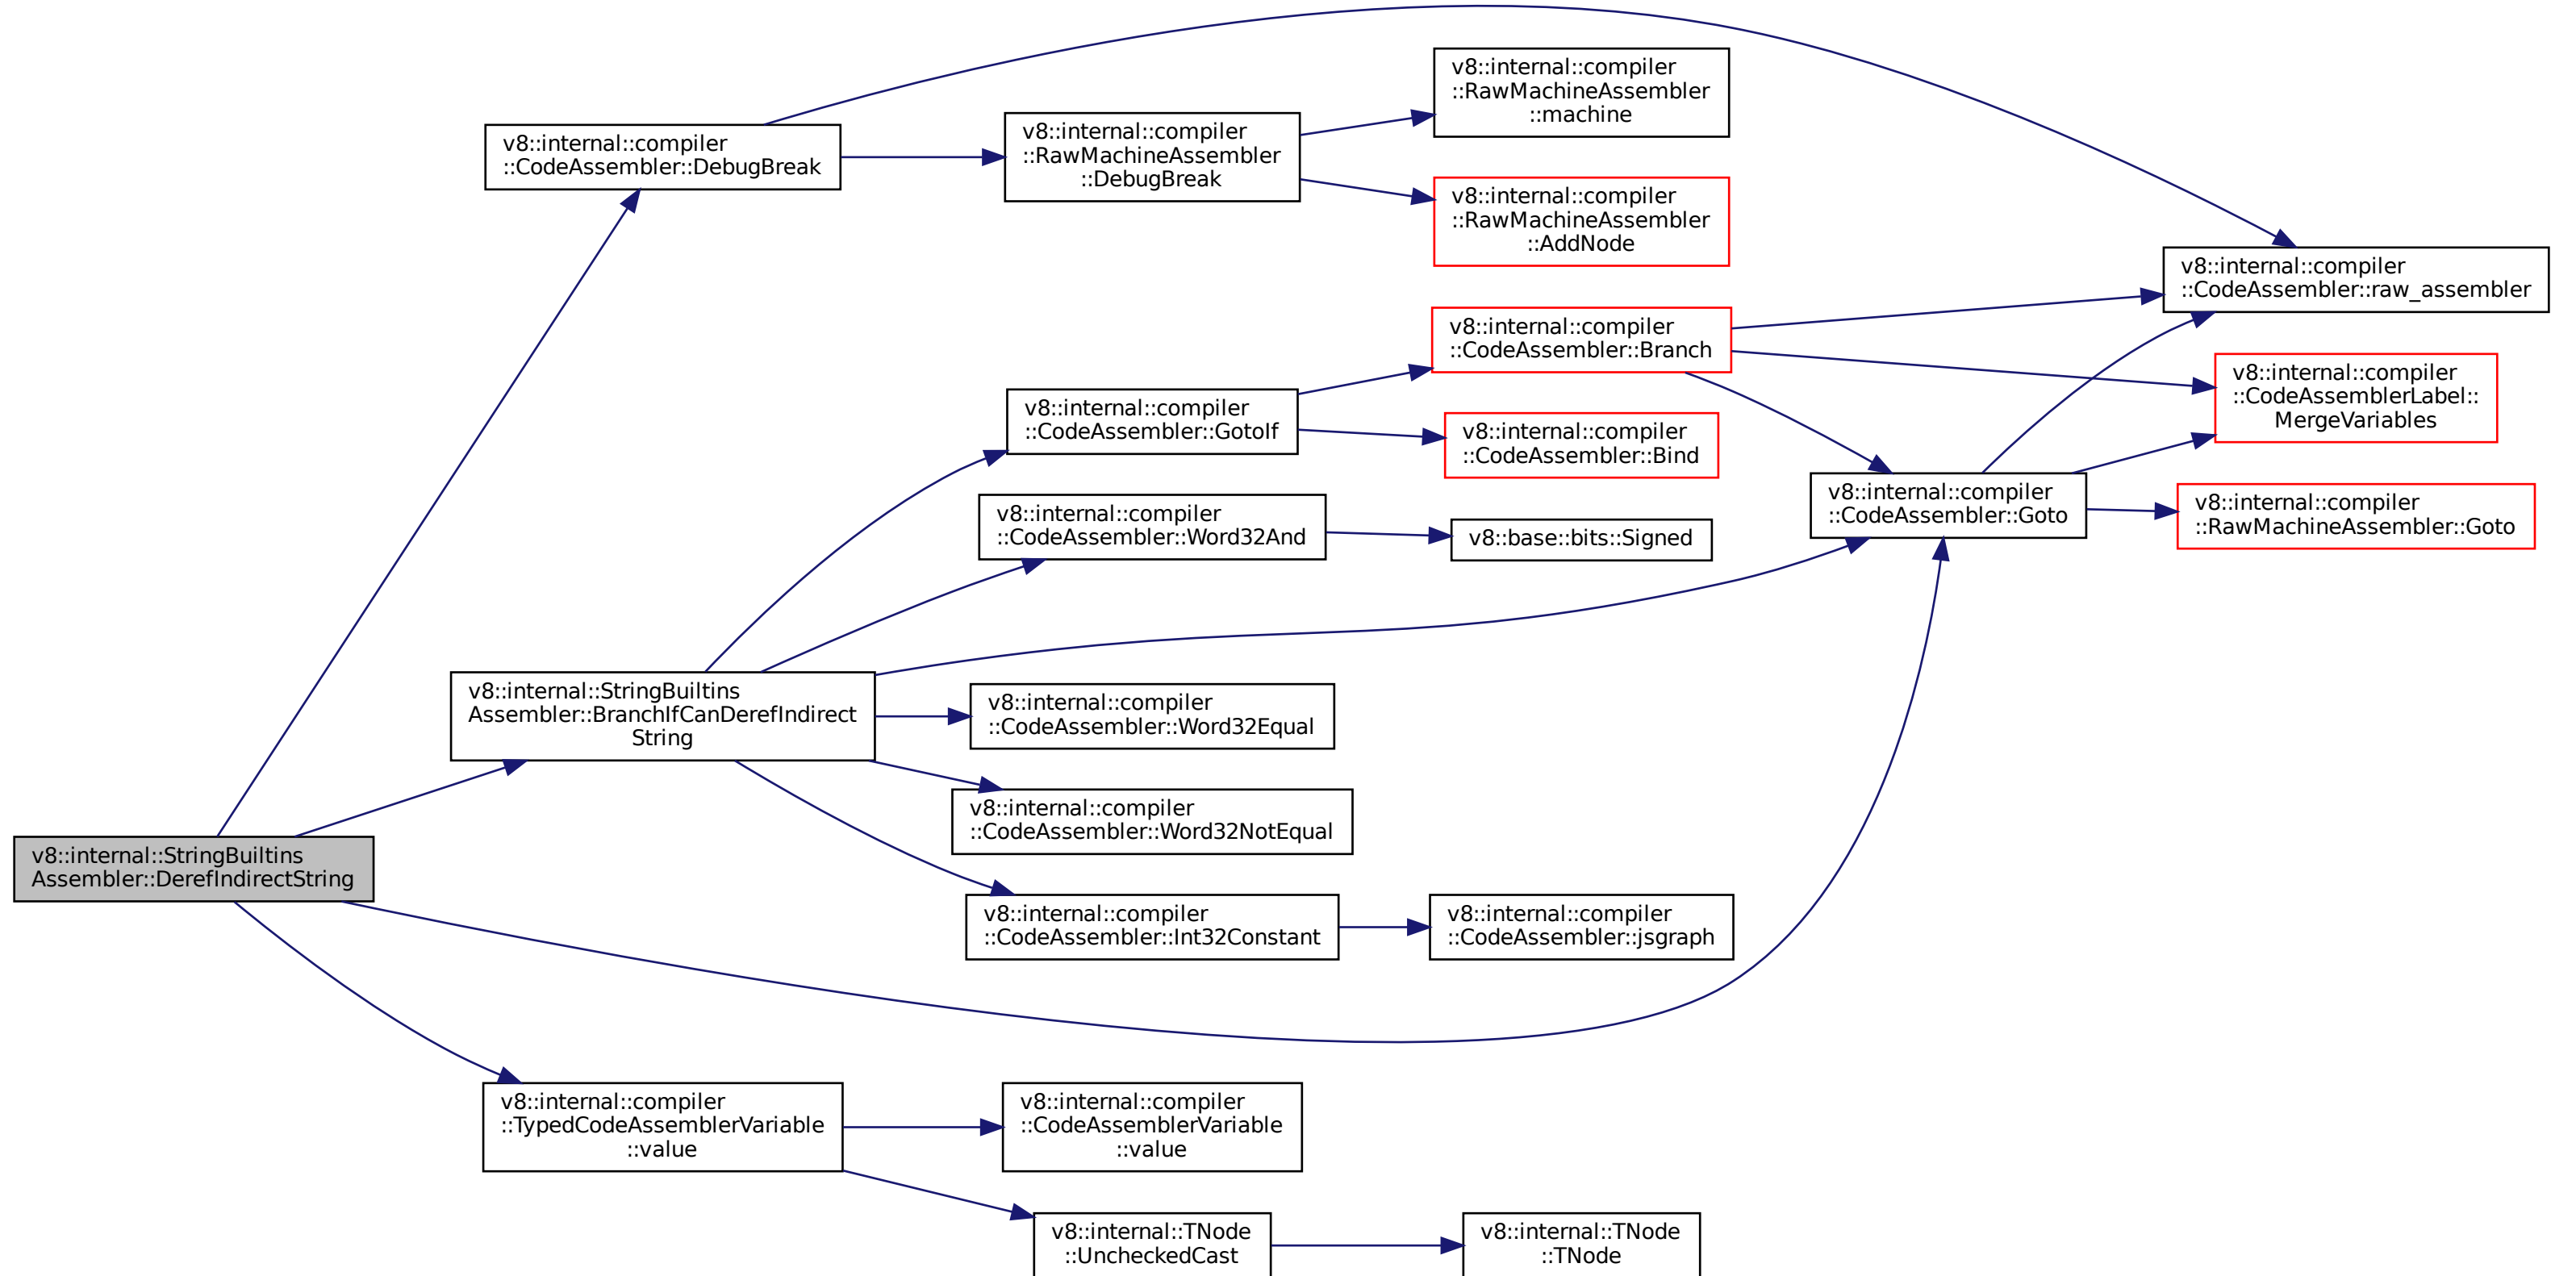 v8::internal::StringBuiltins
Assembler::DerefIndirectString
v8::internal::compiler
::CodeAssembler::DebugBreak
v8::internal::compiler
::RawMachineAssembler
::DebugBreak
v8::internal::compiler
::RawMachineAssembler
::machine
v8::internal::compiler
::RawMachineAssembler
::AddNode
v8::internal::compiler
::CodeAssembler::raw_assembler
v8::internal::StringBuiltins
Assembler::BranchIfCanDerefIndirect
String
v8::internal::compiler
::CodeAssembler::GotoIf
v8::internal::compiler
::CodeAssembler::Branch
v8::internal::compiler
::CodeAssembler::Bind
v8::internal::compiler
::CodeAssembler::Goto
v8::internal::compiler
::CodeAssemblerLabel::
MergeVariables
v8::internal::compiler
::RawMachineAssembler::Goto
v8::internal::compiler
::CodeAssembler::Word32And
v8::base::bits::Signed
v8::internal::compiler
::CodeAssembler::Word32Equal
v8::internal::compiler
::CodeAssembler::Word32NotEqual
v8::internal::compiler
::CodeAssembler::Int32Constant
v8::internal::compiler
::CodeAssembler::jsgraph
v8::internal::compiler
::TypedCodeAssemblerVariable
::value
v8::internal::compiler
::CodeAssemblerVariable
::value
v8::internal::TNode
::UncheckedCast
v8::internal::TNode
::TNode